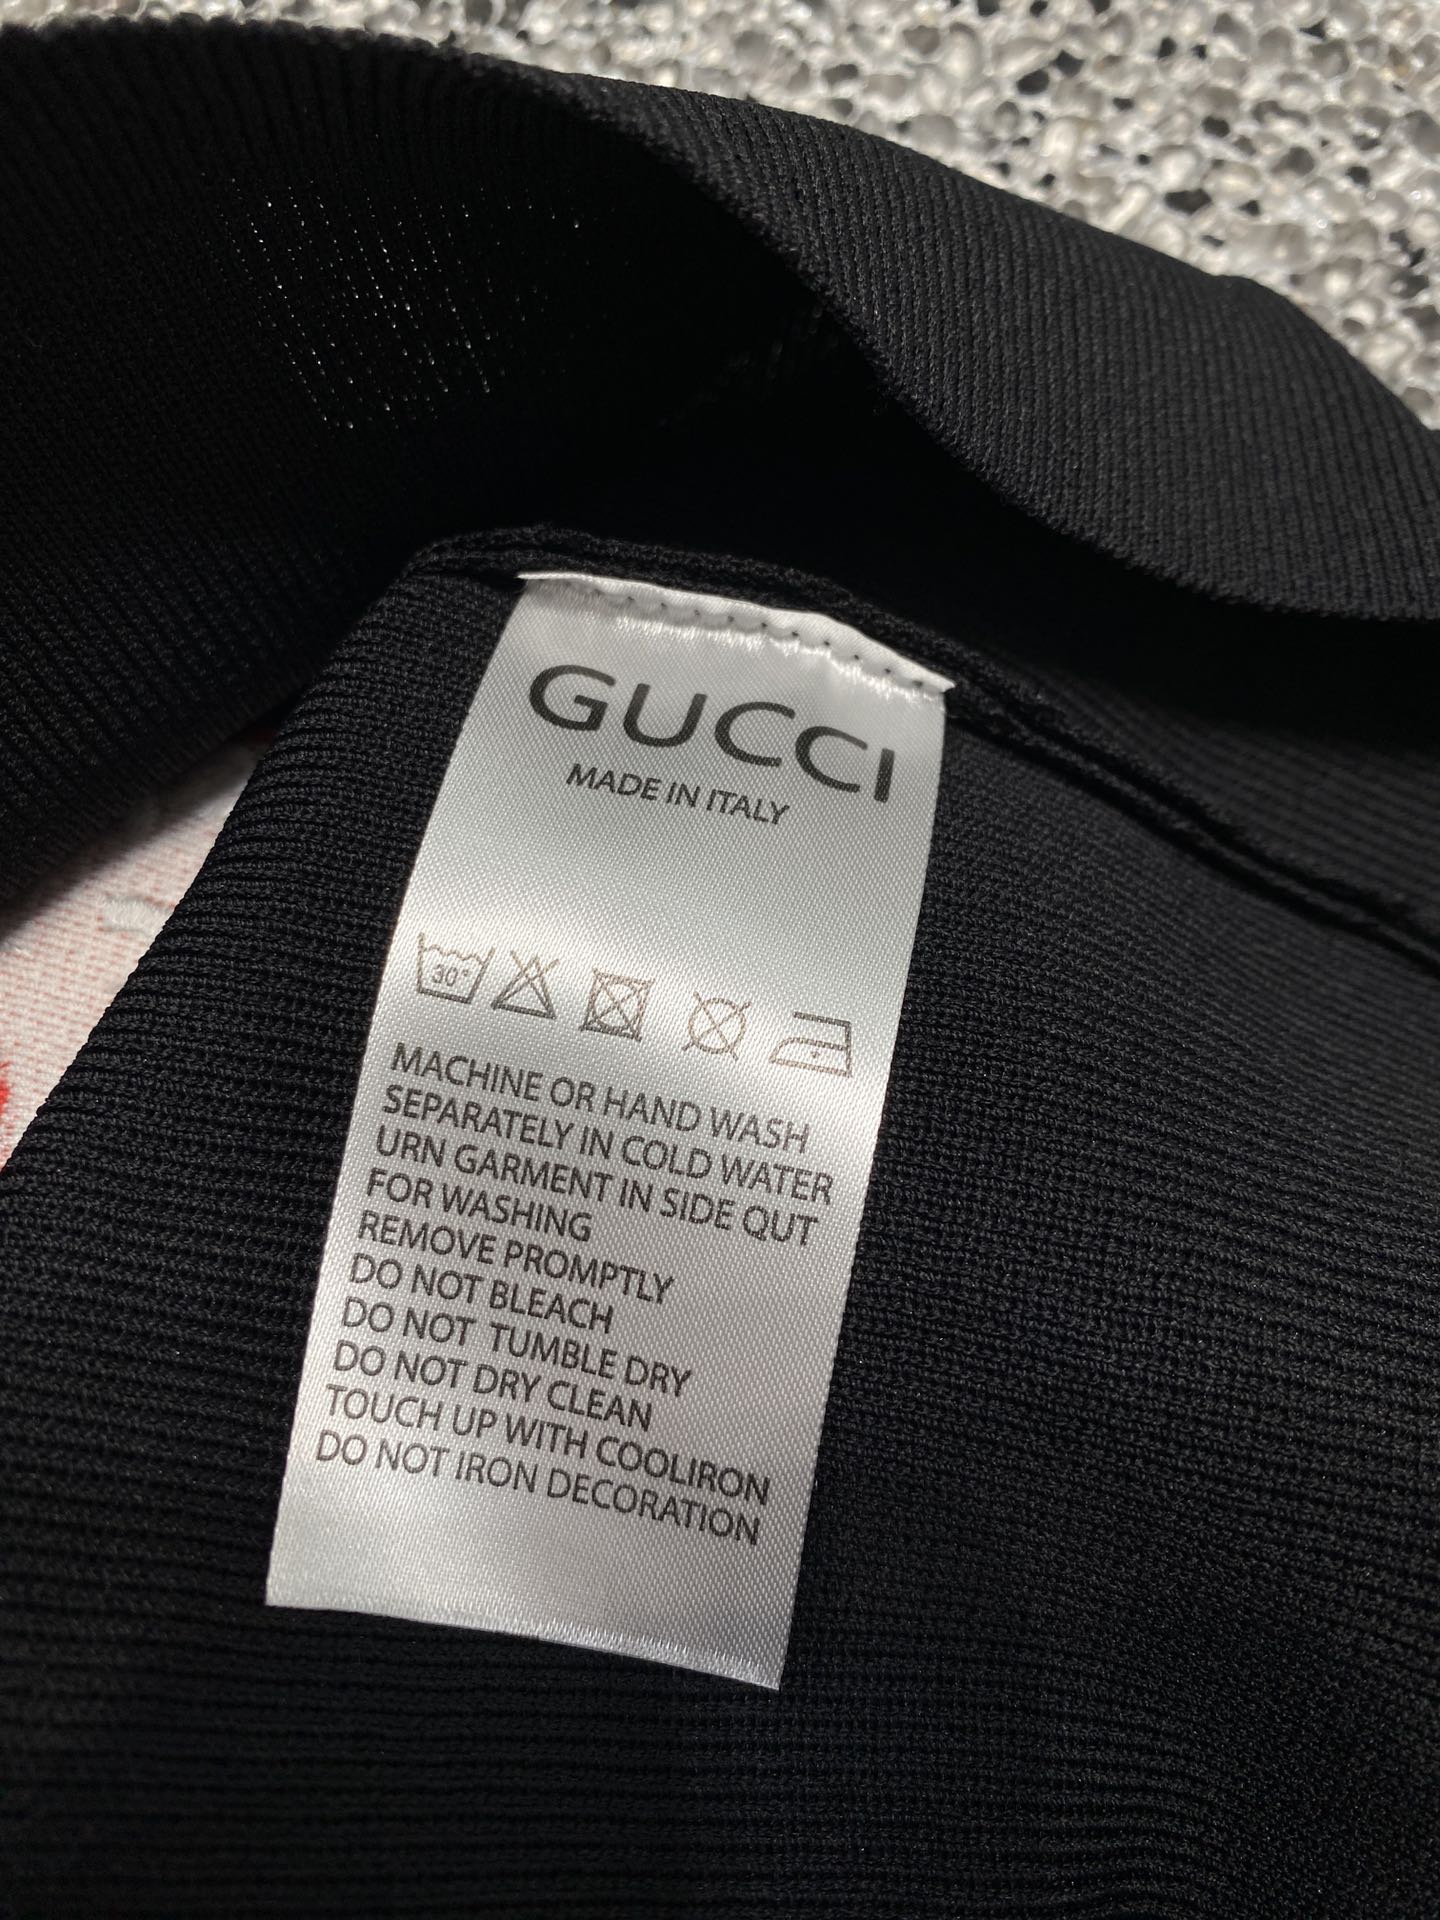 GUCCI
MADE IN ITALY
30°
MACHINE OR HAND WASH
SEPARATELY IN COLD WATER
URN GARMENT IN SIDE QUT
FOR WASHING
REMOVE PROMPTLY
DO NOT BLEACH
DO NOT TUMBLE DRY
DO NOT DRY CLEAN
TOUCH UP WITH COOLIRON
DO NOT IRON DECORATION